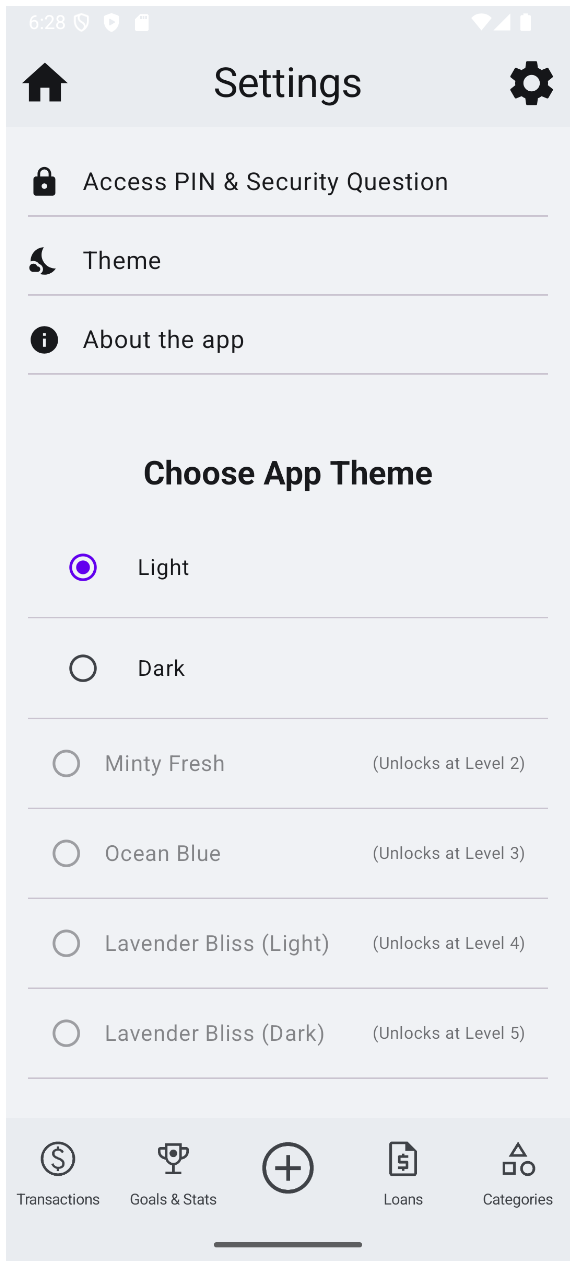 6:28
Settings
Access PIN & Security Question
Theme
About the app
Choose App Theme
Light
Dark
Minty Fresh (Unlocks at Level 2)
Ocean Blue (Unlocks at Level 3)
Lavender Bliss (Light) (Unlocks at Level 4)
Lavender Bliss (Dark) (Unlocks at Level 5)
Transactions Goals & Stats Loans Categories